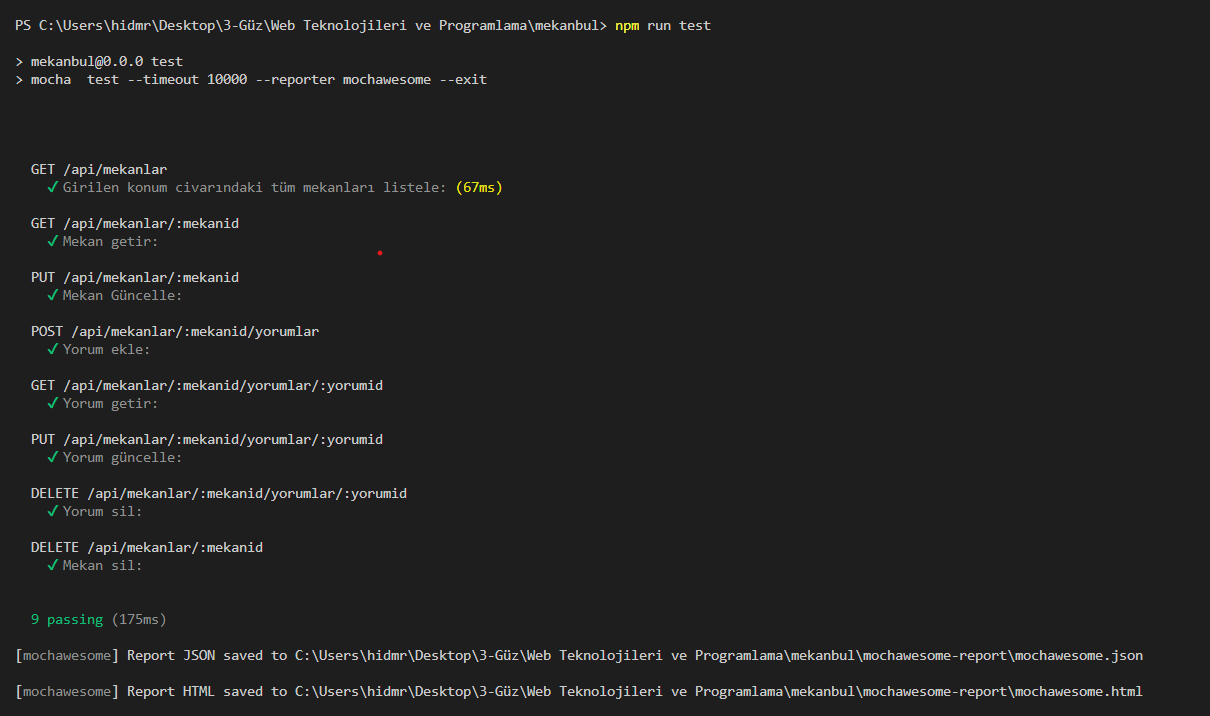 PS C:\Users\hidmr\Desktop\3-Güz\Web Teknolojileri ve Programlama\mekanbul> npm run test
> mekanbul@0.0.0 test
> mocha  test --timeout 10000 --reporter mochawesome --exit
GET /api/mekanlar
✓ Girilen konum civarındaki tüm mekanları listele: (67ms)
GET /api/mekanlar/:mekanid
✓ Mekan getir:
PUT /api/mekanlar/:mekanid
✓ Mekan Güncelle:
POST /api/mekanlar/:mekanid/yorumlar
✓ Yorum ekle:
GET /api/mekanlar/:mekanid/yorumlar/:yorumid
✓ Yorum getir:
PUT /api/mekanlar/:mekanid/yorumlar/:yorumid
✓ Yorum güncelle:
DELETE /api/mekanlar/:mekanid/yorumlar/:yorumid
✓ Yorum sil:
DELETE /api/mekanlar/:mekanid
✓ Mekan sil:
9 passing (175ms)
[mochawesome] Report JSON saved to C:\Users\hidmr\Desktop\3-Güz\Web Teknolojileri ve Programlama\mekanbul\mochawesome-report\mochawesome.json
[mochawesome] Report HTML saved to C:\Users\hidmr\Desktop\3-Güz\Web Teknolojileri ve Programlama\mekanbul\mochawesome-report\mochawesome.html